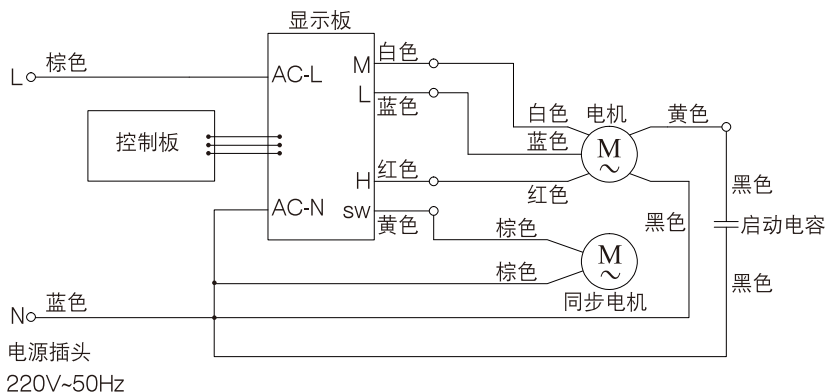 显示板
L
棕色
AC-L
M
白色
L
蓝色
控制板
H
红色
AC-N
SW
黄色
白色
电机
黄色
蓝色
M
~
红色
黑色
黑色
启动电容
棕色
M
~
棕色
同步电机
黑色
N
蓝色
电源插头
220V~50Hz